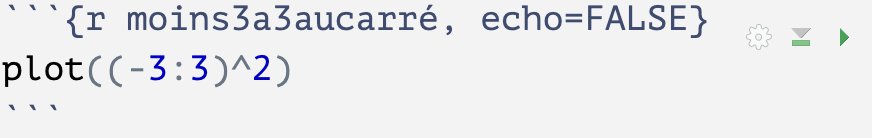 ```{r moins3a3aucarré, echo=FALSE}
plot((-3:3)^2)
```